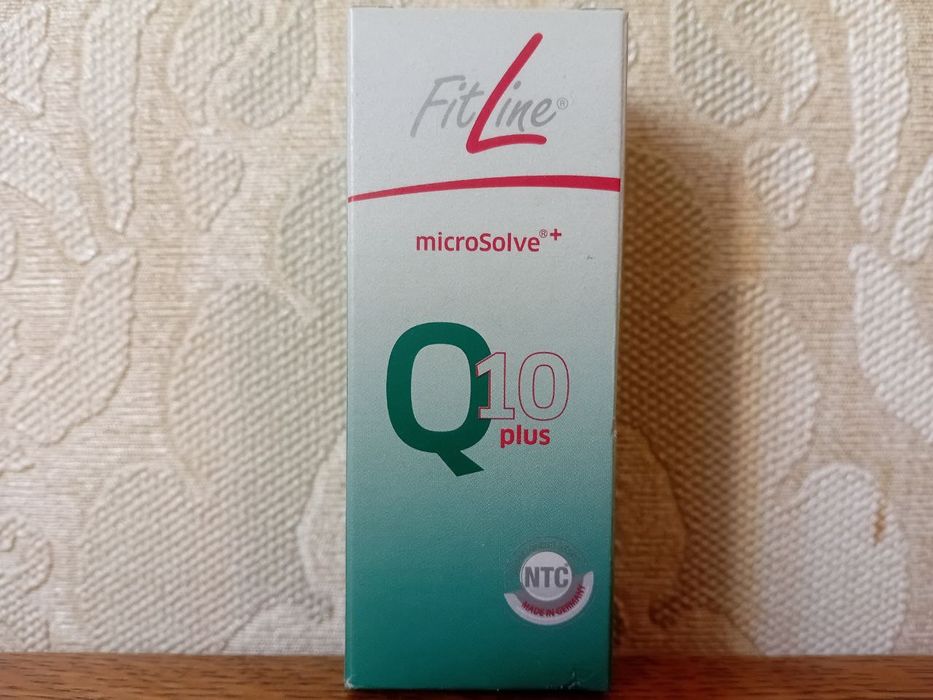 FitLine®
microSolve®+
Q10
plus
NTC®
MADE IN GERMANY